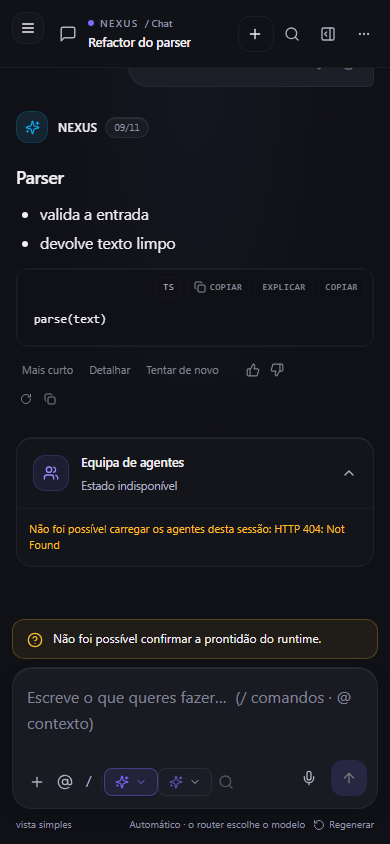 NEXUS / Chat
Refactor do parser
NEXUS 09/11
Parser
valida a entrada
devolve texto limpo
TS COPIAR EXPLICAR COPIAR
parse(text)
Mais curto Detalhar Tentar de novo
Equipa de agentes
Estado indisponível
Não foi possível carregar os agentes desta sessão: HTTP 404: Not
Found
Não foi possível confirmar a prontidão do runtime.
Escreve o que queres fazer... (/ comandos · @
contexto)
@ /
vista simples Automático · o router escolhe o modelo Regenerar